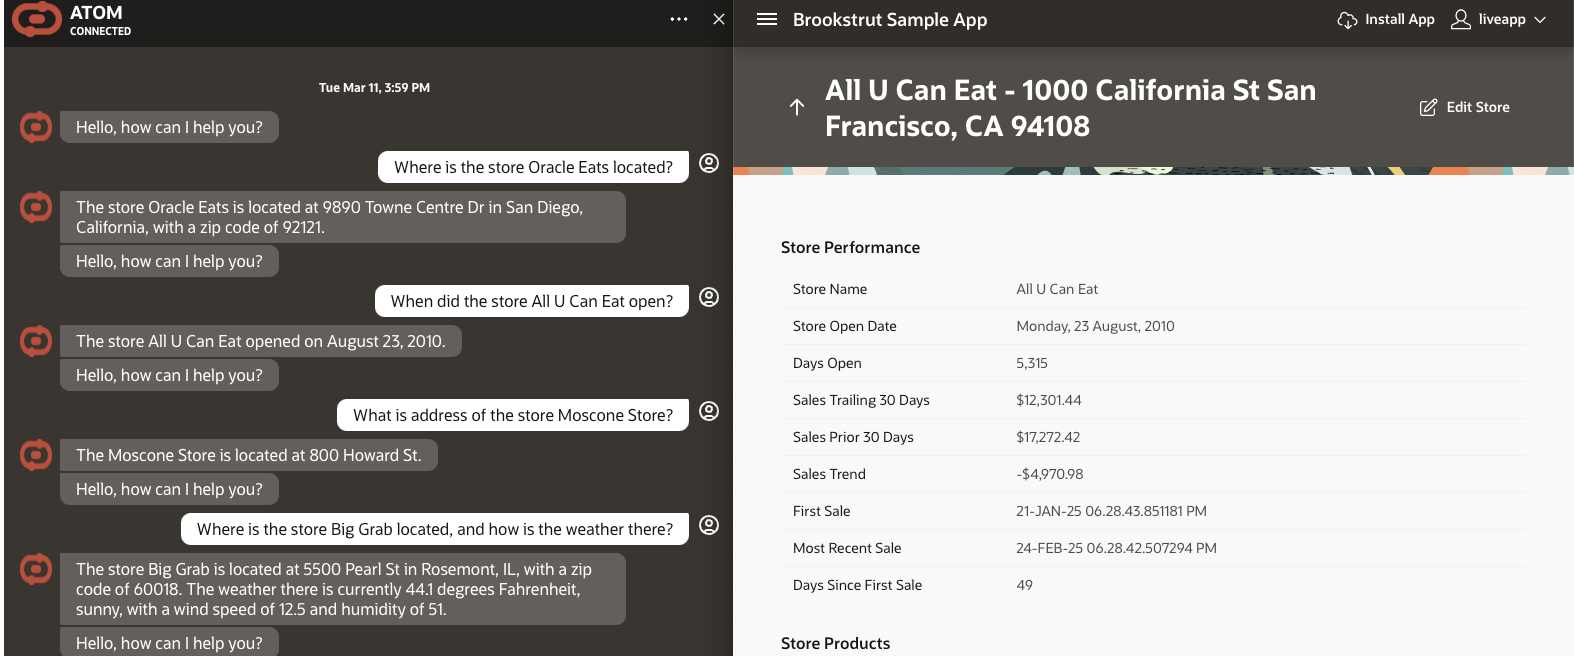 ATOM
CONNECTED
Tue Mar 11, 3:59 PM
Hello, how can I help you?
Where is the store Oracle Eats located?
The store Oracle Eats is located at 9890 Towne Centre Dr in San Diego,
California, with a zip code of 92121.
Hello, how can I help you?
When did the store All U Can Eat open?
The store All U Can Eat opened on August 23, 2010.
Hello, how can I help you?
What is address of the store Moscone Store?
The Moscone Store is located at 800 Howard St.
Hello, how can I help you?
Where is the store Big Grab located, and how is the weather there?
The store Big Grab is located at 5500 Pearl St in Rosemont, IL, with a zip
code of 60018. The weather there is currently 44.1 degrees Fahrenheit,
sunny, with a wind speed of 12.5 and humidity of 51.
Hello, how can I help you?
Brookstrut Sample App
Install App
liveapp
All U Can Eat - 1000 California St San
Francisco, CA 94108
Edit Store
Store Performance
Store Name All U Can Eat
Store Open Date Monday, 23 August, 2010
Days Open 5,315
Sales Trailing 30 Days $12,301.44
Sales Prior 30 Days $17,272.42
Sales Trend -$4,970.98
First Sale 21-JAN-25 06.28.43.851181 PM
Most Recent Sale 24-FEB-25 06.28.42.507294 PM
Days Since First Sale 49
Store Products